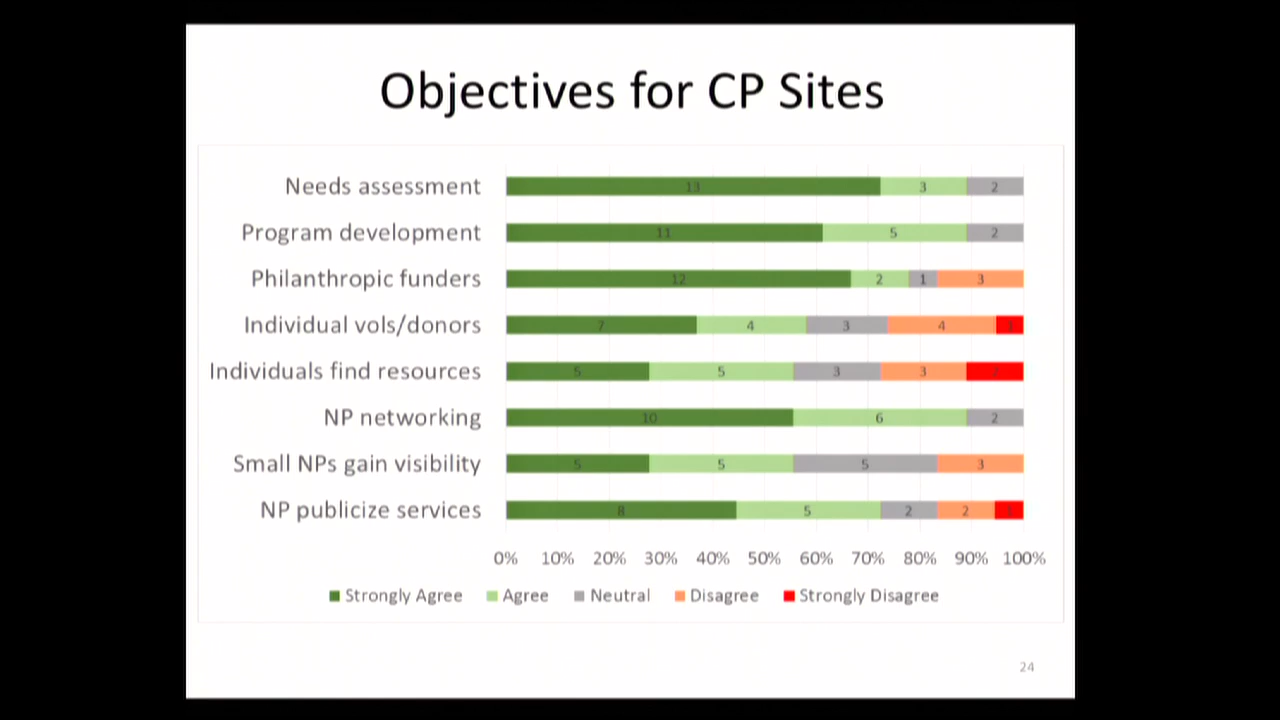 Objectives for CP Sites
Needs assessment 13 3 2
Program development 11 5 2
Philanthropic funders 12 2 1 3
Individual vols/donors 7 4 3 4 1
Individuals find resources 5 5 3 3 2
NP networking 10 6 2
Small NPs gain visibility 5 5 5 3
NP publicize services 8 5 2 2 1
0% 10% 20% 30% 40% 50% 60% 70% 80% 90% 100%
Strongly Agree Agree Neutral Disagree Strongly Disagree
24